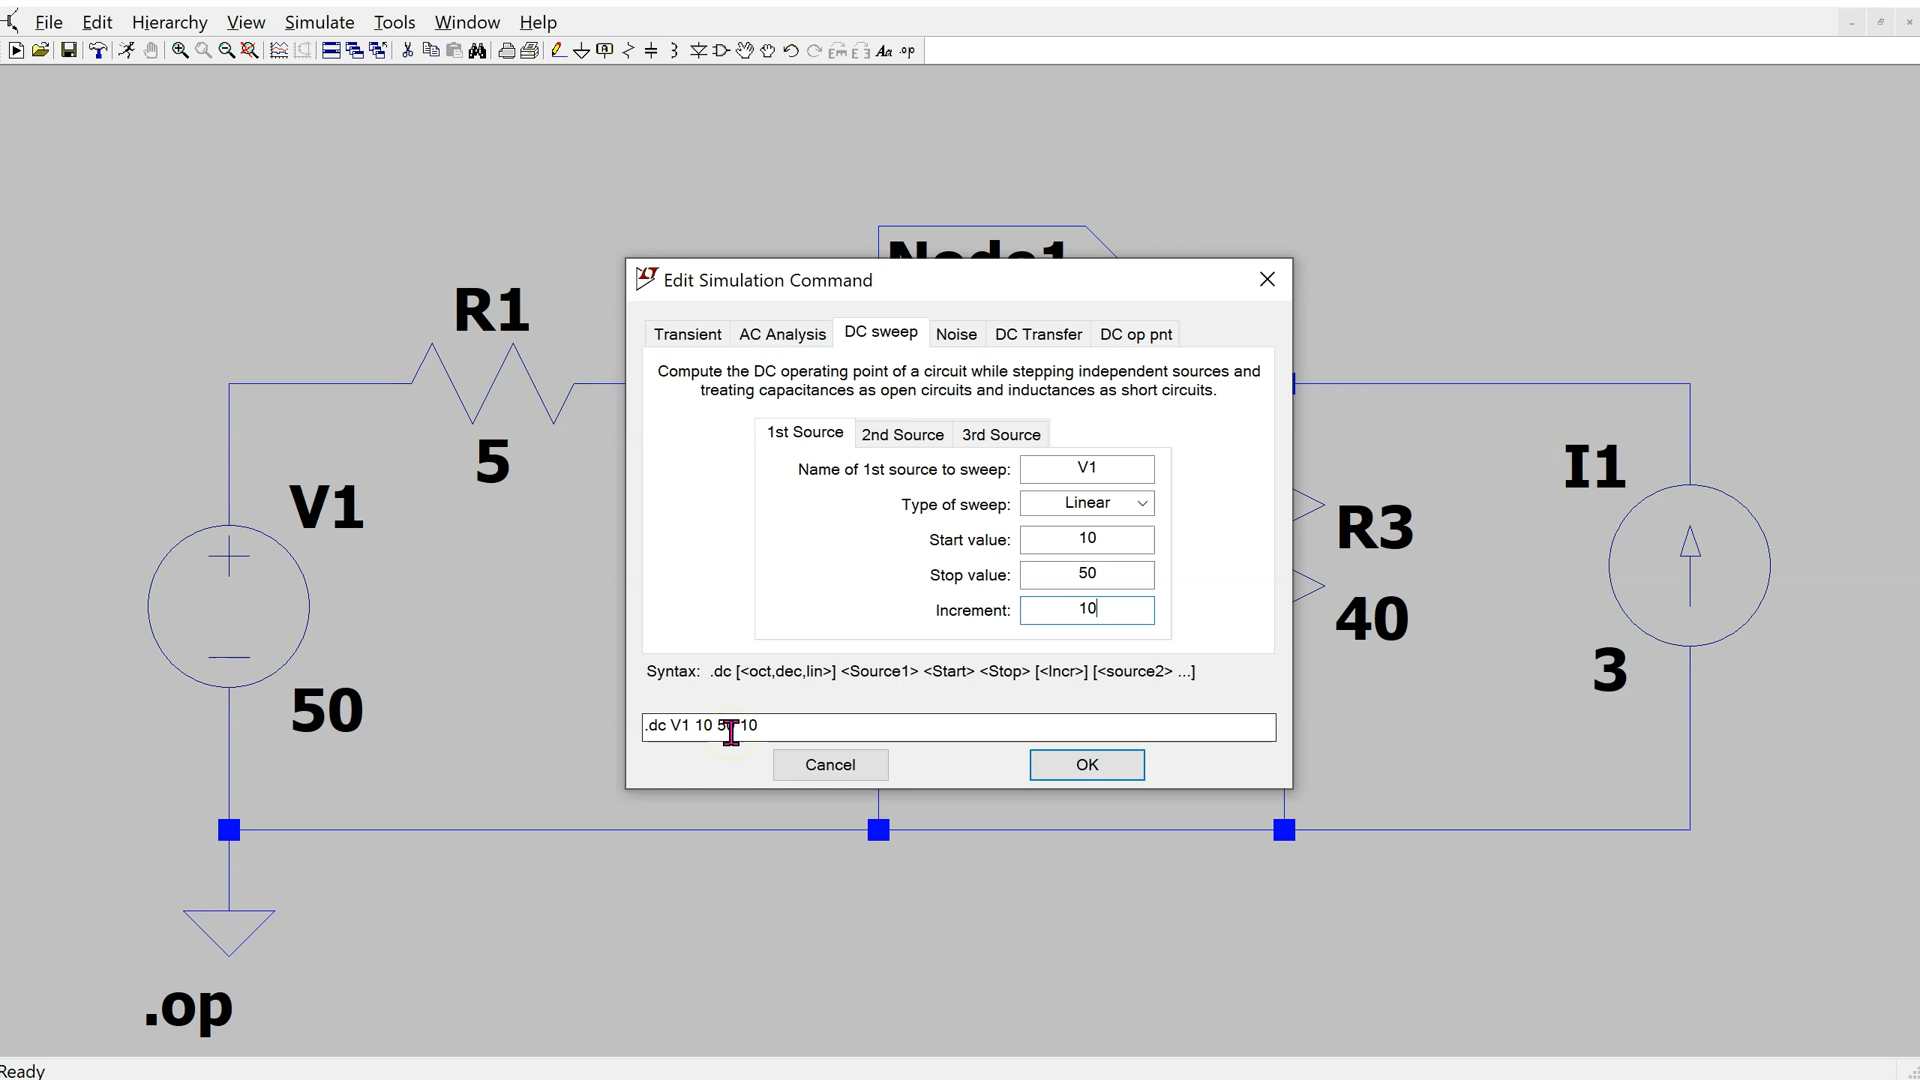 File Edit Hierarchy View Simulate Tools Window Help
Aa .op
Node1
Edit Simulation Command
R1
Transient AC Analysis DC sweep Noise DC Transfer DC op pnt
Compute the DC operating point of a circuit while stepping independent sources and
treating capacitances as open circuits and inductances as short circuits.
1st Source 2nd Source 3rd Source
5
Name of 1st source to sweep: V1
I1
V1
Type of sweep: Linear
R3
Start value: 10
Stop value: 50
Increment: 10
40
Syntax: .dc [<oct,dec,lin>] <Source1> <Start> <Stop> [<Incr>] [<source2> ...]
3
50
.dc V1 10 50 10
Cancel OK
.op
Ready